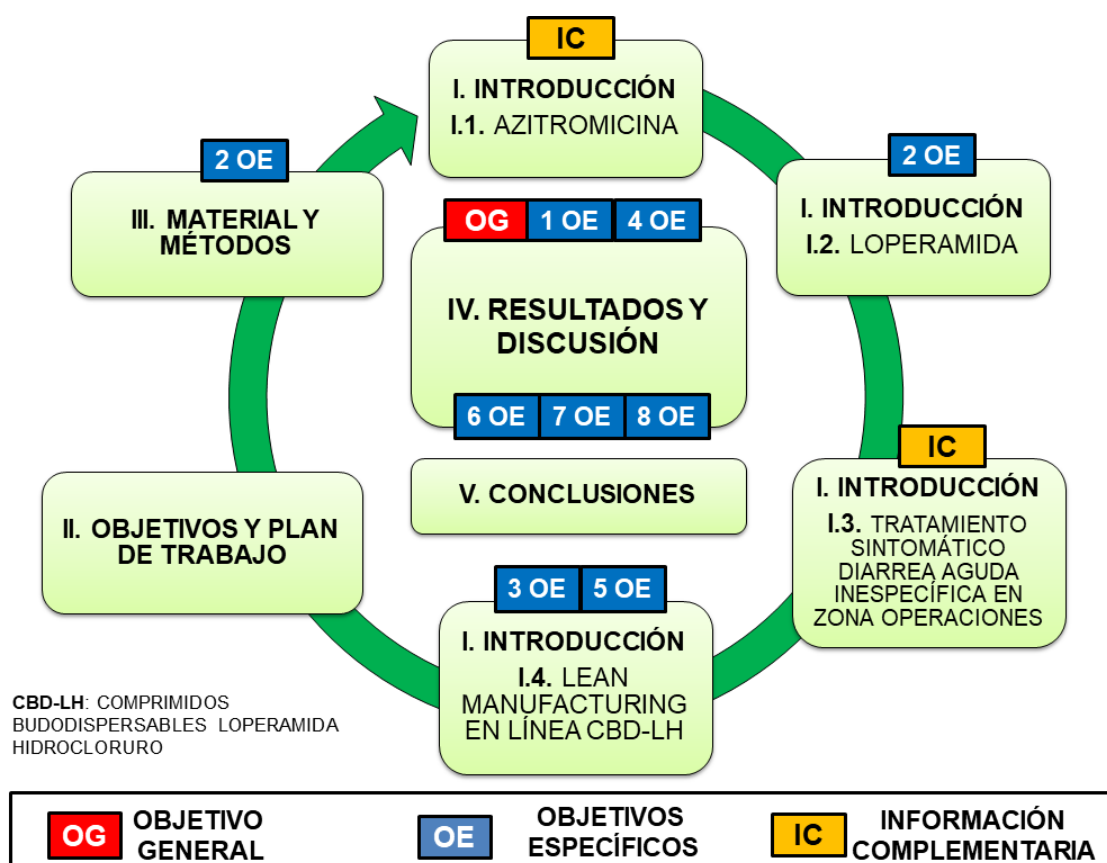 IC
I. INTRODUCCIÓN
I.1. AZITROMICINA
2 OE
I. INTRODUCCIÓN
I.2. LOPERAMIDA
IC
I. INTRODUCCIÓN
I.3. TRATAMIENTO
SINTOMÁTICO
DIARREA AGUDA
INESPECÍFICA EN
ZONA OPERACIONES
3 OE
5 OE
I. INTRODUCCIÓN
I.4. LEAN
MANUFACTURING
EN LÍNEA CBD-LH
II. OBJETIVOS Y PLAN
DE TRABAJO
2 OE
III. MATERIAL Y
MÉTODOS
OG
1 OE
4 OE
IV. RESULTADOS Y
DISCUSIÓN
6 OE
7 OE
8 OE
V. CONCLUSIONES
CBD-LH: COMPRIMIDOS
BUDODISPERSABLES LOPERAMIDA
HIDROCLORURO
OG
OBJETIVO
GENERAL
OE
OBJETIVOS
ESPECÍFICOS
IC
INFORMACIÓN
COMPLEMENTARIA